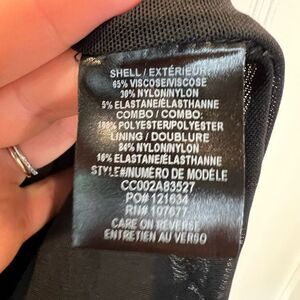 SHELL / EXTÉRIEUR:
65% VISCOSE/VISCOSE
30% NYLON/NYLON
5% ELASTANE/ÉLASTHANNE
COMBO / COMBO:
100% POLYESTER/POLYESTER
LINING / DOUBLURE
84% NYLON/NYLON
16% ELASTANE/ÉLASTHANNE
STYLE#/NUMÉRO DE MODÈLE
CC002A83527
PO# 121634
RN# 107677
CARE ON REVERSE
ENTRETIEN AU VERSO